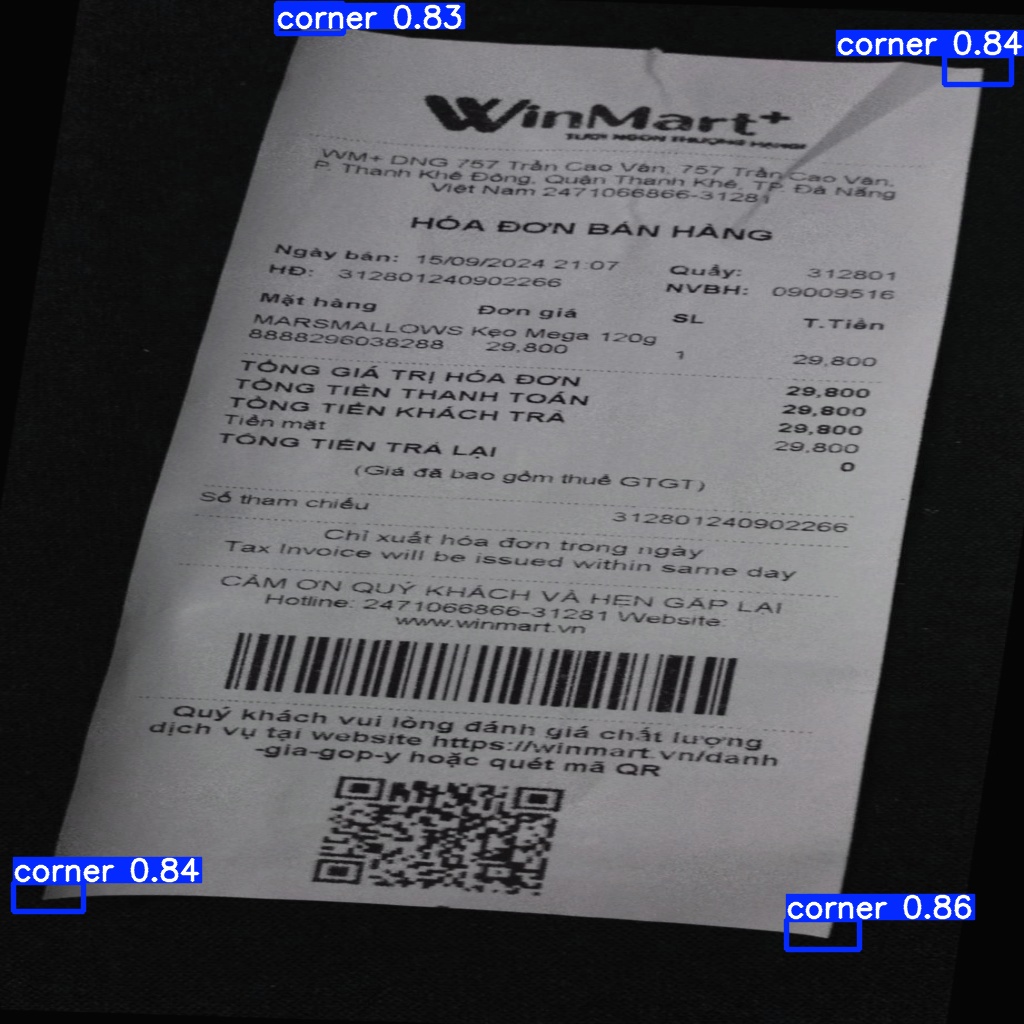 corner 0.83
corner 0.84
WinMart+
TƯƠI NGON THƯỢNG HẠNG!
WM+ DNG 757 Trần Cao Vân, 757 Trần Cao Vân,
P. Thanh Khê Đông, Quận Thanh Khê, TP. Đà Nẵng
Việt Nam 2471066866-31281
HÓA ĐƠN BÁN HÀNG
Ngày bán: 15/09/2024 21:07 Quầy: 312801
HĐ: 312801240902266 NVBH: 09009516
Mặt hàng Đơn giá SL T.Tiền
MARSMALLOWS Kẹo Mega 120g
8888296038288 29,800 1 29,800
TỔNG GIÁ TRỊ HÓA ĐƠN 29,800
TỔNG TIỀN THANH TOÁN 29,800
TỔNG TIỀN KHÁCH TRẢ 29,800
Tiền mặt 29,800
TỔNG TIỀN TRẢ LẠI 0
(Giá đã bao gồm thuế GTGT)
Số tham chiếu 312801240902266
Chỉ xuất hóa đơn trong ngày
Tax Invoice will be issued within same day
CẢM ƠN QUÝ KHÁCH VÀ HẸN GẶP LẠI
Hotline: 2471066866-31281 Website:
www.winmart.vn
Quý khách vui lòng đánh giá chất lượng
dịch vụ tại website https://winmart.vn/danh
-gia-gop-y hoặc quét mã QR
corner 0.84
corner 0.86